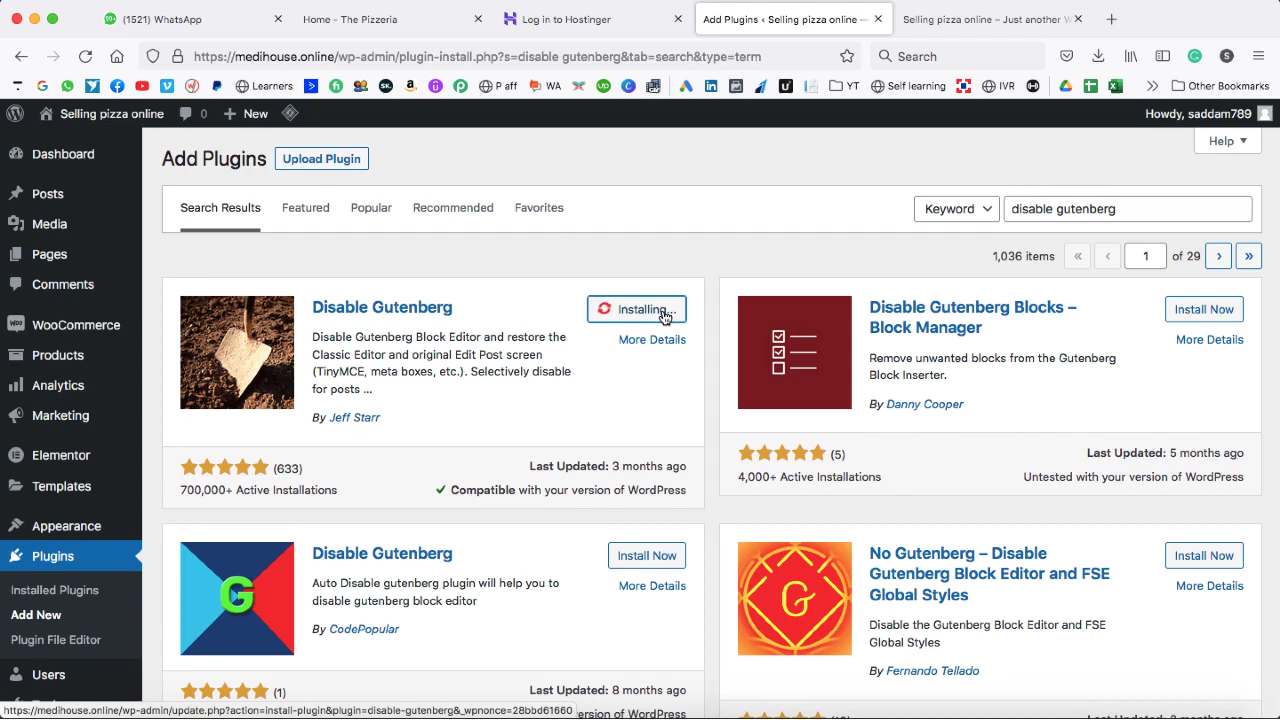 (1521) WhatsApp
Home - The Pizzeria
Log in to Hostinger
Add Plugins ‹ Selling pizza online —
Selling pizza online – Just another W
https://medihouse.online/wp-admin/plugin-install.php?s=disable gutenberg&tab=search&type=term
Search
Learners
P aff
WA
YT
Self learning
IVR
Other Bookmarks
Selling pizza online
0
New
Howdy, saddam789
Dashboard
Posts
Media
Pages
Comments
WooCommerce
Products
Analytics
Marketing
Elementor
Templates
Appearance
Plugins
Installed Plugins
Add New
Plugin File Editor
Users
Add Plugins
Upload Plugin
Help
Search Results
Featured
Popular
Recommended
Favorites
Keyword
disable gutenberg
1,036 items
«
‹
1
of 29
›
»
Disable Gutenberg
Installing...
More Details
Disable Gutenberg Block Editor and restore the
Classic Editor and original Edit Post screen
(TinyMCE, meta boxes, etc.). Selectively disable
for posts ...
By Jeff Starr
(633)
Last Updated: 3 months ago
700,000+ Active Installations
Compatible with your version of WordPress
Disable Gutenberg Blocks –
Block Manager
Install Now
More Details
Remove unwanted blocks from the Gutenberg
Block Inserter.
By Danny Cooper
(5)
Last Updated: 5 months ago
4,000+ Active Installations
Untested with your version of WordPress
Disable Gutenberg
Install Now
More Details
Auto Disable gutenberg plugin will help you to
disable gutenberg block editor
By CodePopular
(1)
Last Updated: 8 months ago
version of WordPress
No Gutenberg – Disable
Gutenberg Block Editor and FSE
Global Styles
Install Now
More Details
Disable the Gutenberg Block Editor and FSE
Global Styles
By Fernando Tellado
https://medihouse.online/wp-admin/update.php?action=install-plugin&plugin=disable-gutenberg&_wpnonce=28bbd61660